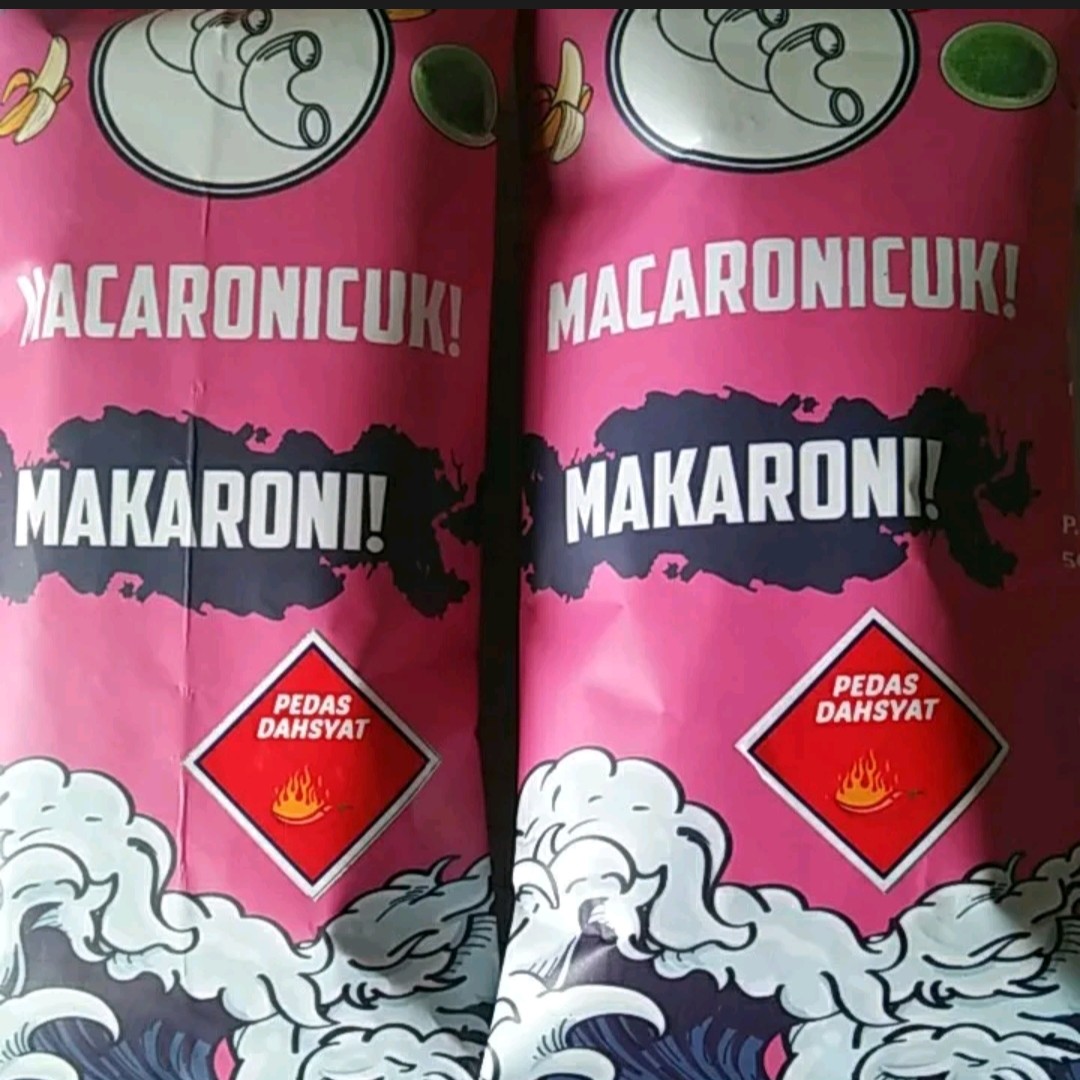 MACARONICUK!
MAKARONI!
PEDAS
DAHSYAT
MACARONICUK!
MAKARONI!
PEDAS
DAHSYAT
P.